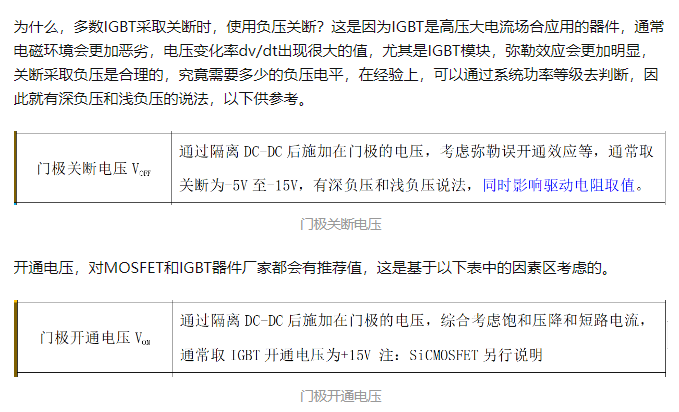 为什么，多数IGBT采取关断时，使用负压关断？这是因为IGBT是高压大电流场合应用的器件，通常
电磁环境会更加恶劣，电压变化率dv/dt出现很大的值，尤其是IGBT模块，弥勒效应会更加明显，
关断采取负压是合理的，究竟需要多少的负压电平，在经验上，可以通过系统功率等级去判断，因
此就有深负压和浅负压的说法，以下供参考。
门极关断电压 VOFF
通过隔离 DC-DC 后施加在门极的电压，考虑弥勒误开通效应等，通常取
关断为-5V 至-15V，有深负压和浅负压说法，同时影响驱动电阻取值。
门极关断电压
开通电压，对MOSFET和IGBT器件厂家都会有推荐值，这是基于以下表中的因素区考虑的。
门极开通电压 VON
通过隔离 DC-DC 后施加在门极的电压，综合考虑饱和压降和短路电流，
通常取 IGBT 开通电压为+15V 注：SiCMOSFET 另行说明
门极开通电压